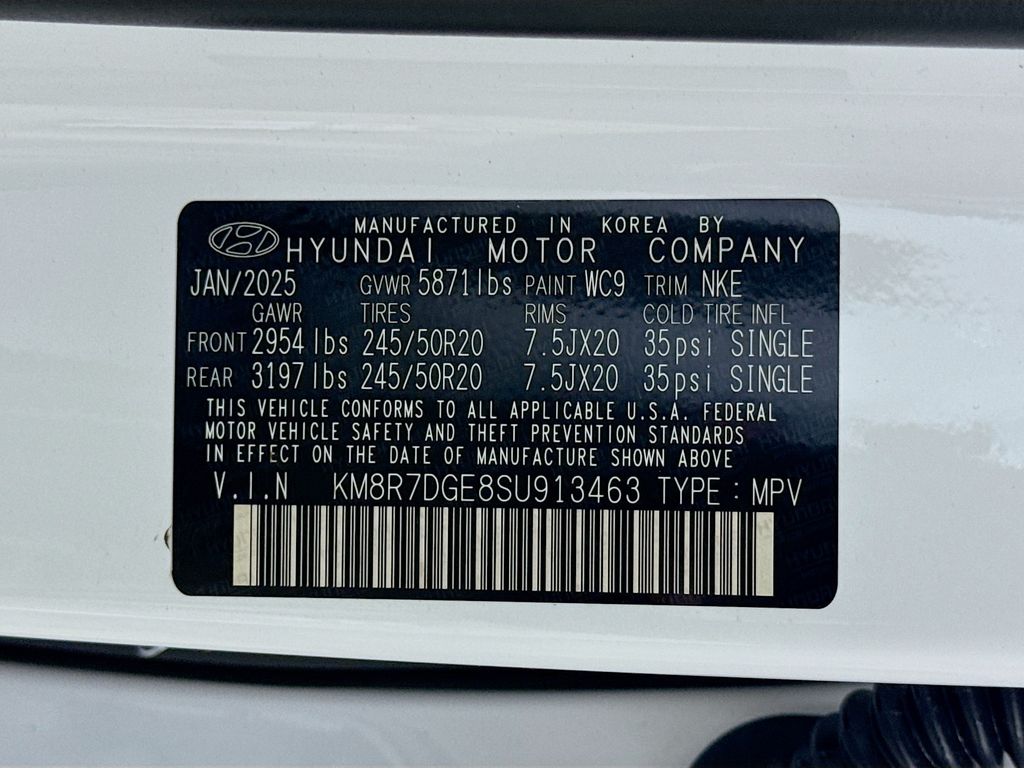 MANUFACTURED IN KOREA BY
HYUNDAI MOTOR COMPANY
JAN/2025 GVWR 5871lbs PAINT WC9 TRIM NKE
GAWR TIRES RIMS COLD TIRE INFL
FRONT 2954lbs 245/50R20 7.5JX20 35psi SINGLE
REAR 3197lbs 245/50R20 7.5JX20 35psi SINGLE
THIS VEHICLE CONFORMS TO ALL APPLICABLE U.S.A. FEDERAL
MOTOR VEHICLE SAFETY AND THEFT PREVENTION STANDARDS
IN EFFECT ON THE DATE OF MANUFACTURE SHOWN ABOVE
V.I.N KM8R7DGE8SU913463 TYPE : MPV